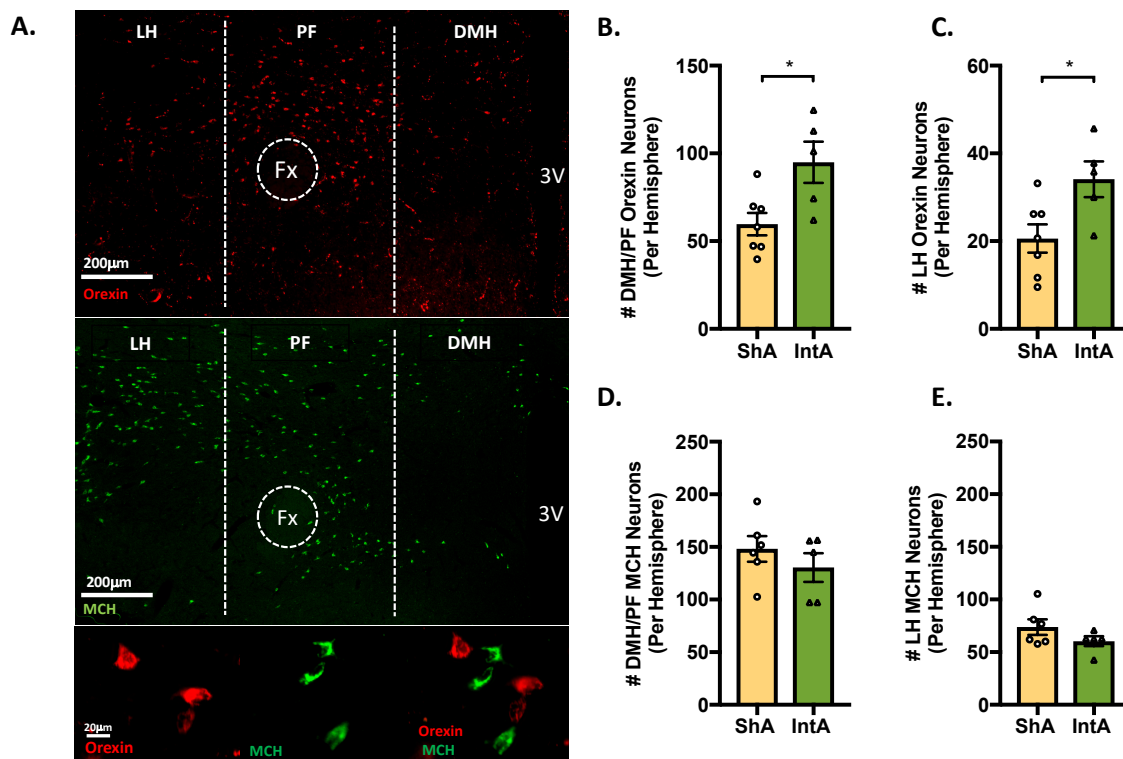 A.
LH PF DMH
Fx
3V
200µm
Orexin
LH PF DMH
Fx
3V
200µm
MCH
20µm
Orexin
MCH
Orexin
MCH
B.
# DMH/PF Orexin Neurons
(Per Hemisphere)
150
100
50
0
*
ShA IntA
C.
# LH Orexin Neurons
(Per Hemisphere)
60
40
20
0
*
ShA IntA
D.
# DMH/PF MCH Neurons
(Per Hemisphere)
250
200
150
100
50
0
ShA IntA
E.
# LH MCH Neurons
(Per Hemisphere)
250
200
150
100
50
0
ShA IntA